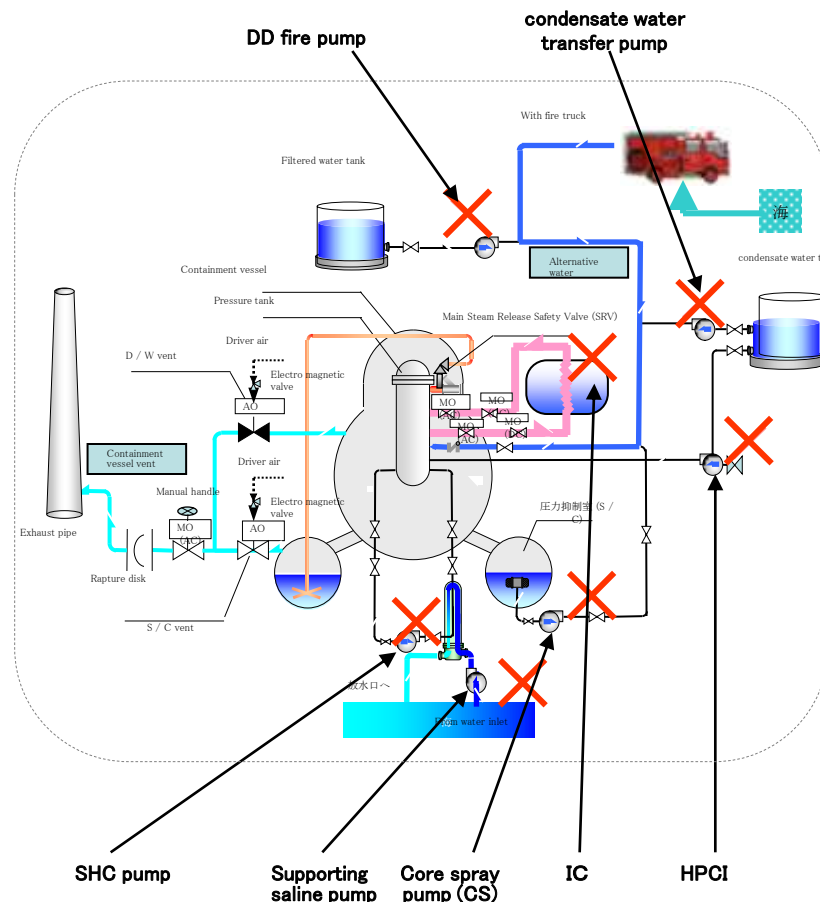 condensate water
transfer pump
DD fire pump
With fire truck
Filtered water tank
海
Alternative
water
condensate water t
Containment vessel
Pressure tank
Main Steam Release Safety Valve (SRV)
Driver air
D / W vent
Electro magnetic
valve
AO
MO
(AC)
MO
MO
AC)
MO
Containment
vessel vent
Driver air
Manual handle
Electro magnetic
valve
MO
(AC)
AO
圧力抑制室 (S /
C)
Exhaust pipe
Rapture disk
S / C vent
放水口へ
From water inlet
SHC pump
Supporting
saline pump
Core spray
pump (CS)
IC
HPCI